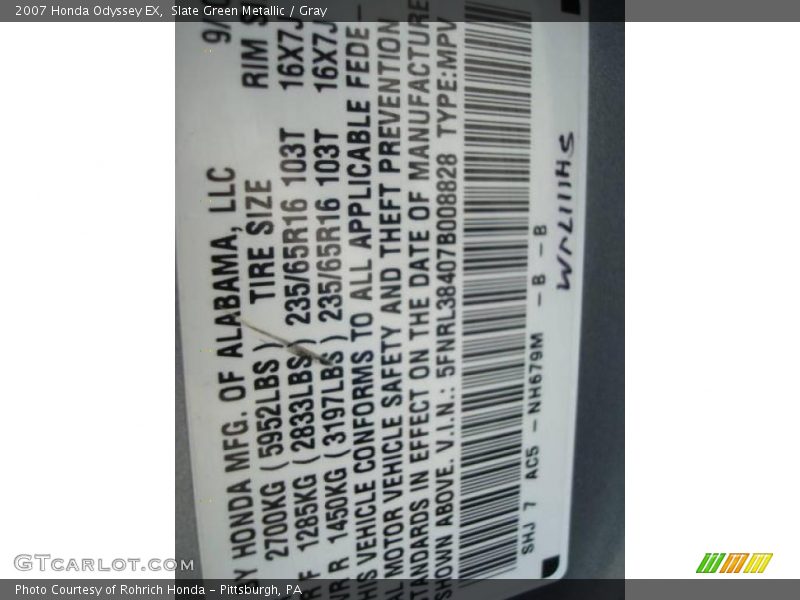 2007 Honda Odyssey EX, Slate Green Metallic / Gray
BY HONDA MFG. OF ALABAMA, LLC 9/
2700KG ( 5952LBS ) TIRE SIZE RIM S
F 1285KG ( 2833LBS ) 235/65R16 103T 16X7J
R 1450KG ( 3197LBS ) 235/65R16 103T 16X7J
HIS VEHICLE CONFORMS TO ALL APPLICABLE FEDE-
AL MOTOR VEHICLE SAFETY AND THEFT PREVENTION
TANDARDS IN EFFECT ON THE DATE OF MANUFACTURE
SHOWN ABOVE. V.I.N.: 5FNRL38407B008828 TYPE:MPV
SHJ 7 AC5 - NH679M - B - B
GTCarLot.com
Photo Courtesy of Rohrich Honda - Pittsburgh, PA